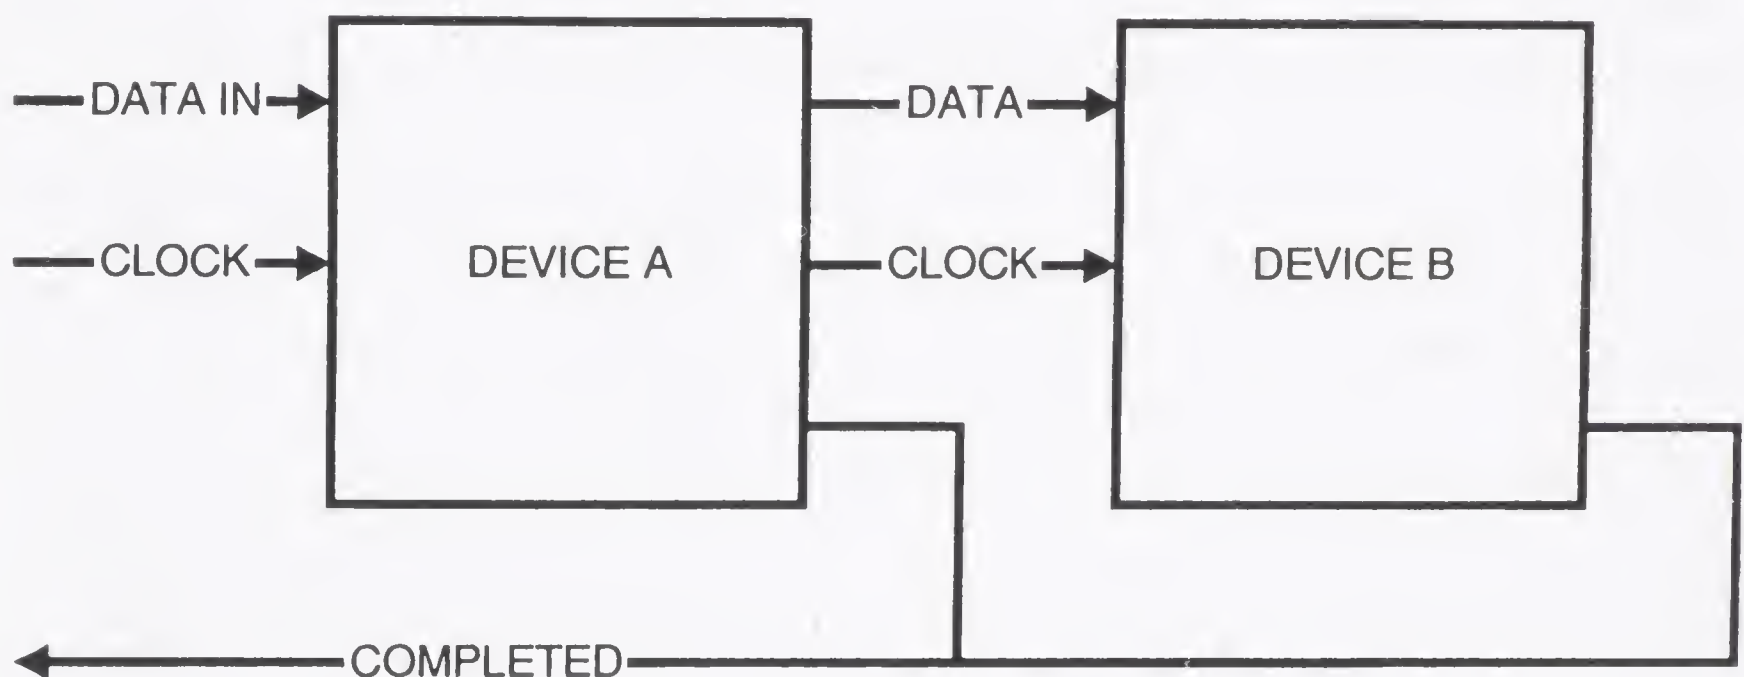 DATA IN
DATA
CLOCK
DEVICE A
CLOCK
DEVICE B
COMPLETED